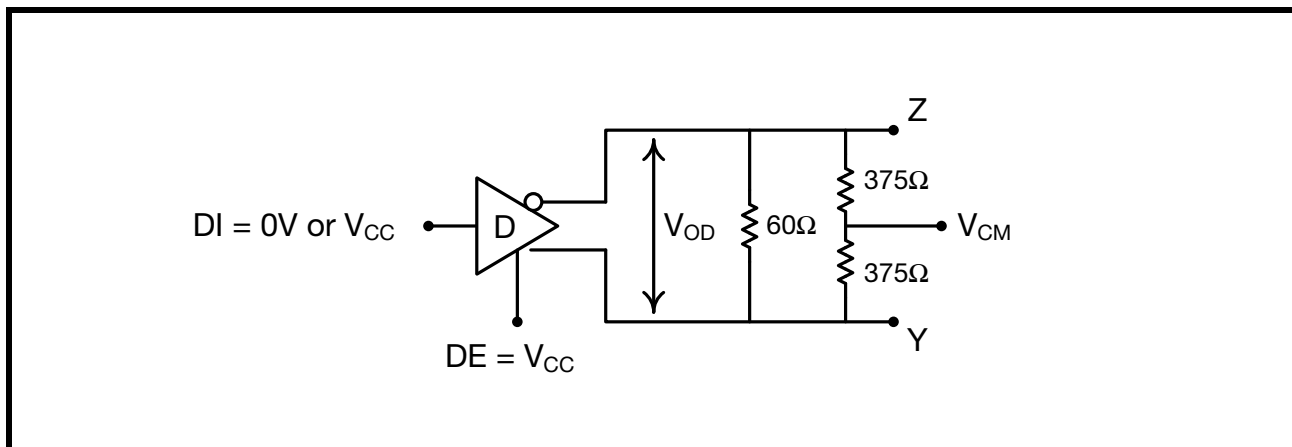 Z
375Ω
DI = 0V or VCC
D
VOD
60Ω
VCM
375Ω
Y
DE = VCC